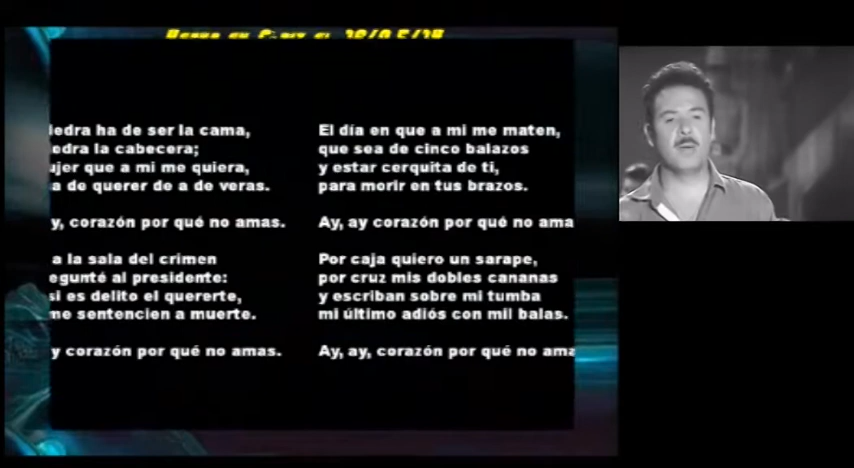 iedra ha de ser la cama,
edra la cabecera;
ujer que a mi me quiera,
a de querer de a de veras.
y, corazón por qué no amas.
a la sala del crimen
egunté al presidente:
si es delito el quererte,
me sentencien a muerte.
y corazón por qué no amas.
El día en que a mi me maten,
que sea de cinco balazos
y estar cerquita de ti,
para morir en tus brazos.
Ay, ay corazón por qué no ama
Por caja quiero un sarape,
por cruz mis dobles cananas
y escriban sobre mi tumba
mi último adiós con mil balas.
Ay, ay, corazón por qué no ama